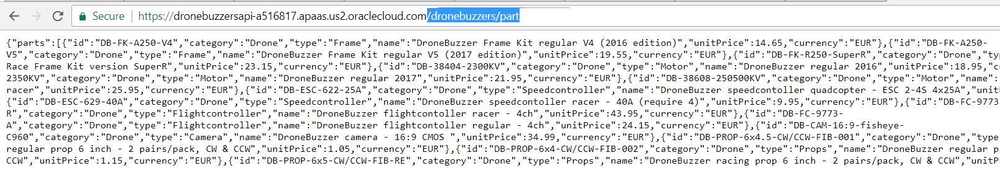 Secure https://dronebuzzersapi-a516817.apaas.us2.oraclecloud.com/dronebuzzers/part
{"parts":[{"id":"DB-FK-A250-V4","category":"Drone","type":"Frame","name":"DroneBuzzer Frame Kit regular V4 (2016 edition)","unitPrice":14.65,"currency":"EUR"},{"id":"DB-FK-A250-
V5","category":"Drone","type":"Frame","name":"DroneBuzzer Frame Kit regular V5 (2017 edition)","unitPrice":19.55,"currency":"EUR"},{"id":"DB-FK-R250-SuperR","category":"Drone","typ
Race Frame Kit version SuperR","unitPrice":23.15,"currency":"EUR"},{"id":"DB-38404-2300KV","category":"Drone","type":"Motor","name":"DroneBuzzer regular 2016","unitPrice":18.95,"cu
2350KV","category":"Drone","type":"Motor","name":"DroneBuzzer regular 2017","unitPrice":21.95,"currency":"EUR"},{"id":"DB-38608-250500KV","category":"Drone","type":"Motor","name":
racer","unitPrice":25.95,"currency":"EUR"},{"id":"DB-ESC-622-25A","category":"Drone","type":"Speedcontroller","name":"DroneBuzzer speedcontoller quadcopter - ESC 2-4S 4x25A","unit
{"id":"DB-ESC-629-40A","category":"Drone","type":"Speedcontroller","name":"DroneBuzzer speedcontoller racer - 40A (require 4)","unitPrice":9.95,"currency":"EUR"},{"id":"DB-FC-9773
R","category":"Drone","type":"Flightcontroller","name":"DroneBuzzer flightcontoller racer - 4ch","unitPrice":43.95,"currency":"EUR"},{"id":"DB-FC-9773-
A","category":"Drone","type":"Flightcontroller","name":"DroneBuzzer flightcontoller regular - 4ch","unitPrice":24.15,"currency":"EUR"},{"id":"DB-CAM-16:9-fisheye-
C960","category":"Drone","type":"Camera","name":"DroneBuzzer camera - 16:9 CMOS ","unitPrice":34.99,"currency":"EUR"},{"id":"DB-PROP-6x4.5-CW/CCW-FIB-001","category":"Drone","type
regular prop 6 inch - 2 pairs/pack, CW & CCW","unitPrice":1.05,"currency":"EUR"},{"id":"DB-PROP-6x4-CW/CCW-FIB-002","category":"Drone","type":"Props","name":"DroneBuzzer regular pr
CCW","unitPrice":1.15,"currency":"EUR"},{"id":"DB-PROP-6x5-CW/CCW-FIB-RE","category":"Drone","type":"Props","name":"DroneBuzzer racing prop 6 inch - 2 pairs/pack, CW & CCW","unitP